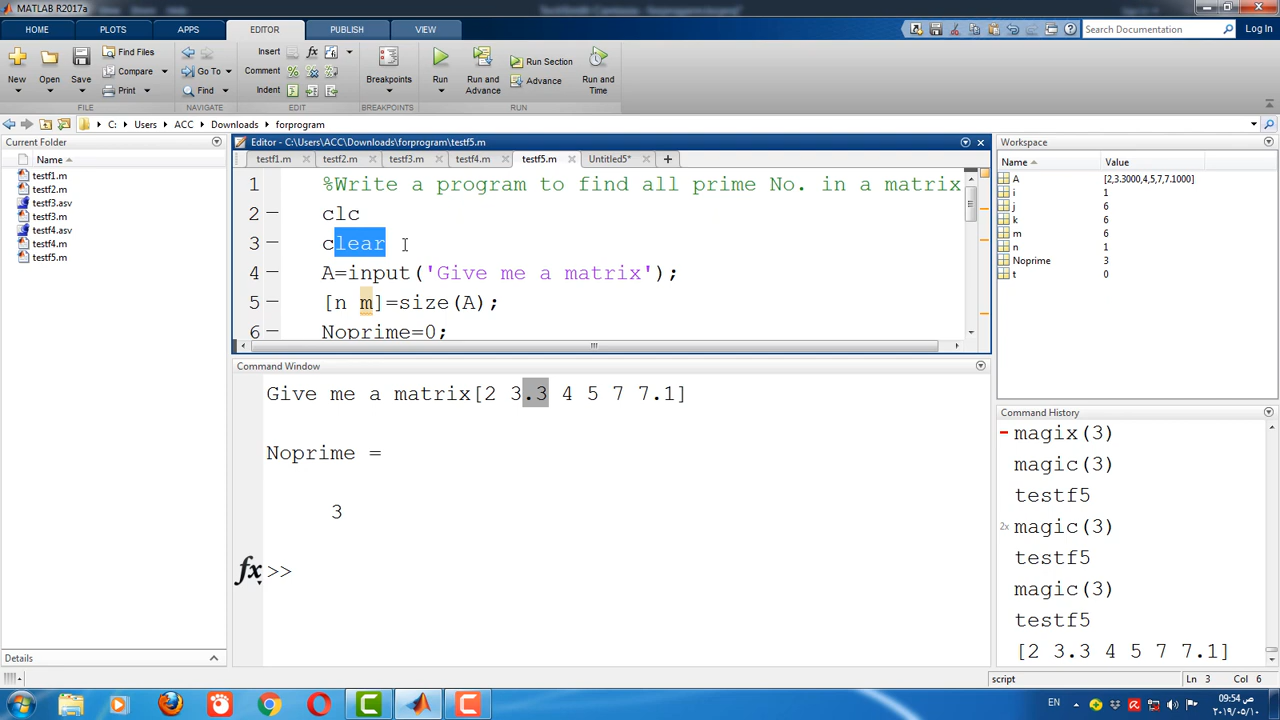 MATLAB R2017a
HOME PLOTS APPS EDITOR PUBLISH VIEW Search Documentation Log In
New Open Save Find Files Compare Print Insert Comment Indent fx Go To Find Breakpoints Run Run and Advance Run Section Advance Run and Time
FILE NAVIGATE EDIT BREAKPOINTS RUN
C: Users ACC Downloads forprogram
Current Folder
Name
testf1.m
testf2.m
testf3.asv
testf3.m
testf4.asv
testf4.m
testf5.m
Details
Editor - C:\Users\ACC\Downloads\forprogram\testf5.m
testf1.m testf2.m testf3.m testf4.m testf5.m Untitled5*
1 %Write a program to find all prime No. in a matrix
2 clc
3 clear
4 A=input('Give me a matrix');
5 [n m]=size(A);
6 Noprime=0;
Command Window
Give me a matrix[2 3.3 4 5 7 7.1]
Noprime =
3
fx >>
Workspace
Name Value
A [2,3.3000,4,5,7,7.1000]
i 1
j 6
k 6
m 6
n 1
Noprime 3
t 0
Command History
magix(3)
magic(3)
testf5
2x magic(3)
testf5
magic(3)
testf5
[2 3.3 4 5 7 7.1]
script Ln 3 Col 6
EN 09:54 ص
٢٠١٩/٠٥/١٠